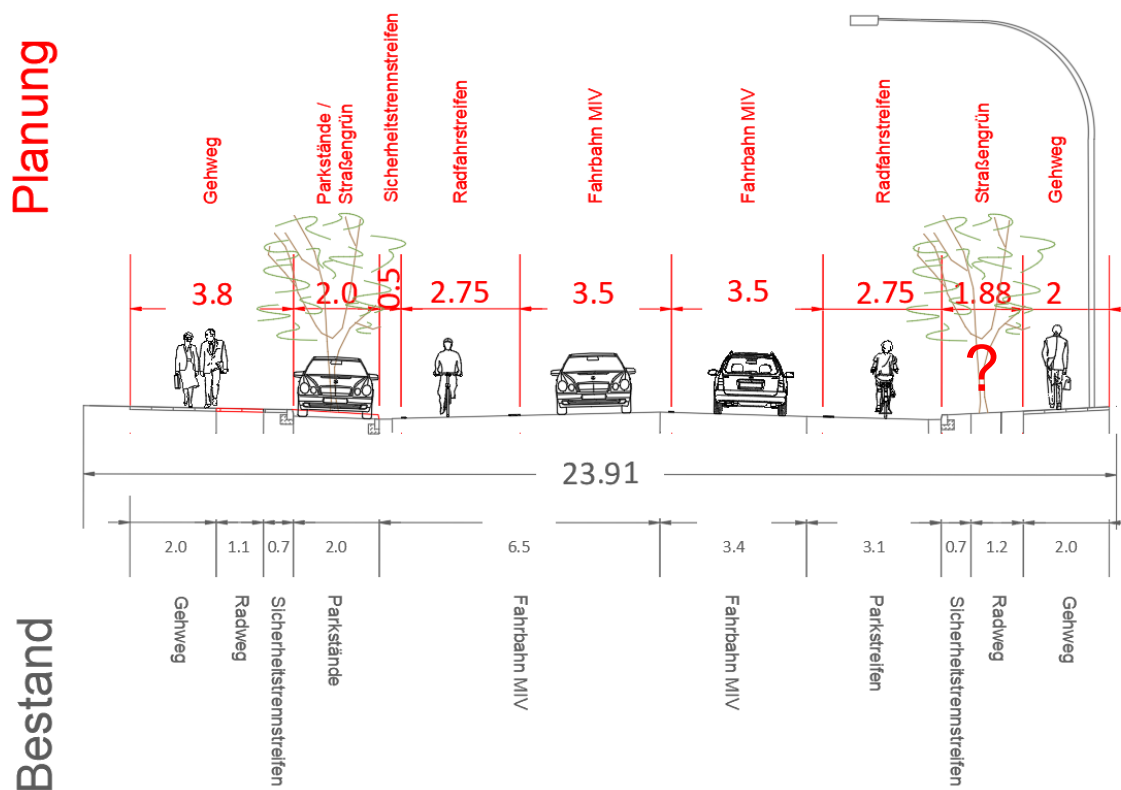 Planung
Gehweg
Parkstände /
Straßengrün
Sicherheitstrennstreifen
Radfahrstreifen
Fahrbahn MIV
Fahrbahn MIV
Radfahrstreifen
Straßengrün
Gehweg
3.8
2.0
0.5
2.75
3.5
3.5
2.75
1.88
2
?
23.91
2.0
1.1
0.7
2.0
6.5
3.4
3.1
0.7
1.2
2.0
Bestand
Gehweg
Radweg
Sicherheitstrennstreifen
Parkstände
Fahrbahn MIV
Fahrbahn MIV
Parkstreifen
Sicherheitstrennstreifen
Radweg
Gehweg